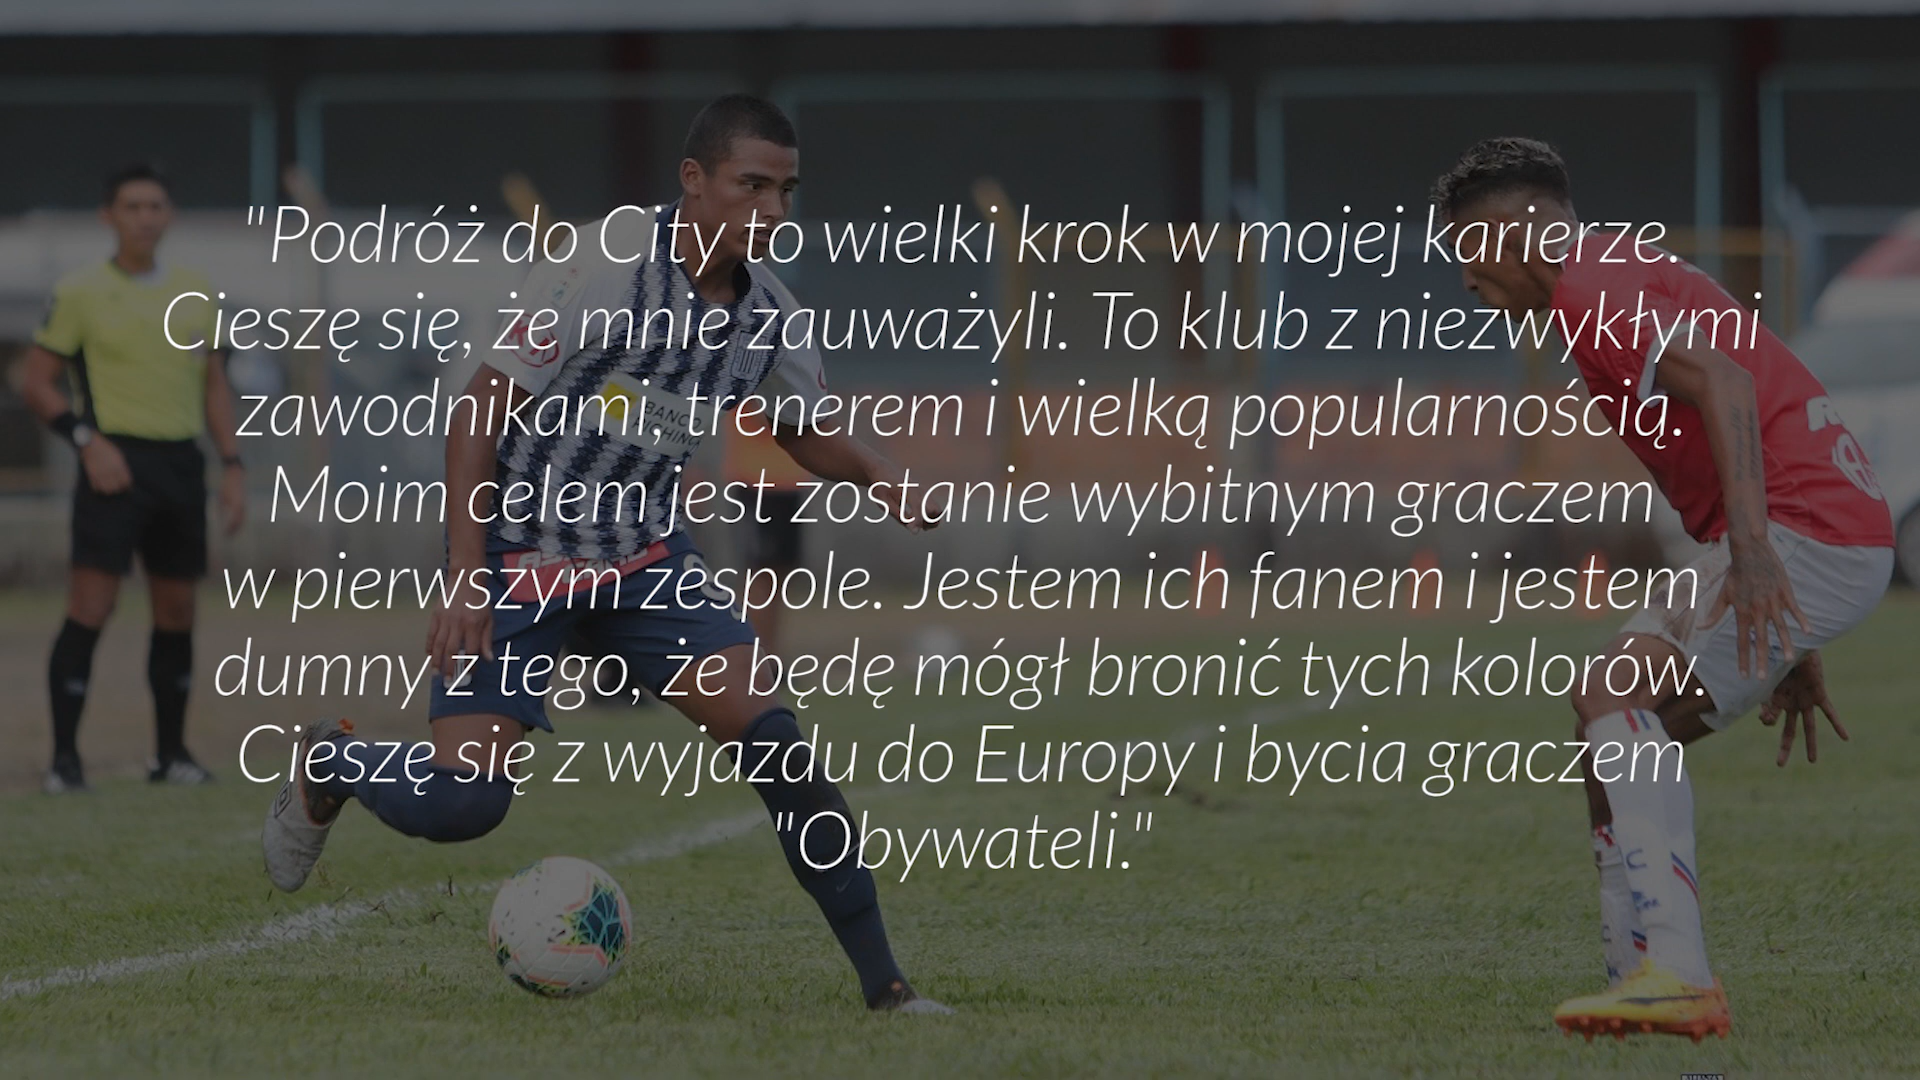 "Podróż do City to wielki krok w mojej karierze.
Cieszę się, że mnie zauważyli. To klub z niezwykłymi
zawodnikami, trenerem i wielką popularnością.
Moim celem jest zostanie wybitnym graczem
w pierwszym zespole. Jestem ich fanem i jestem
dumny z tego, że będę mógł bronić tych kolorów.
Cieszę się z wyjazdu do Europy i bycia graczem
"Obywateli."